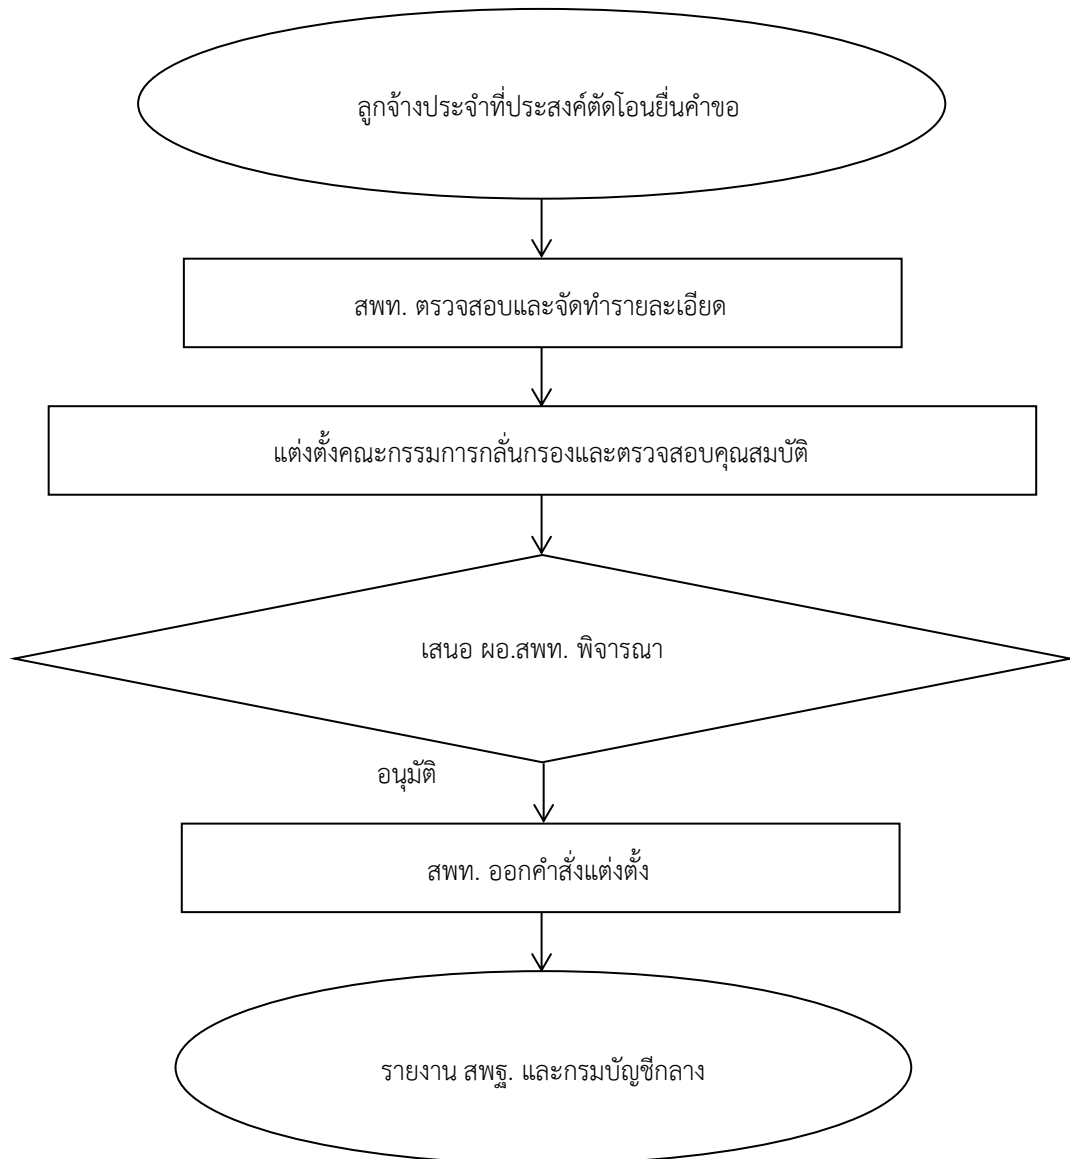 ลูกจ้างประจำที่ประสงค์ตัดโอนยื่นคำขอ
สพท. ตรวจสอบและจัดทำรายละเอียด
แต่งตั้งคณะกรรมการกลั่นกรองและตรวจสอบคุณสมบัติ
เสนอ ผอ.สพท. พิจารณา
อนุมัติ
สพท. ออกคำสั่งแต่งตั้ง
รายงาน สพฐ. และกรมบัญชีกลาง